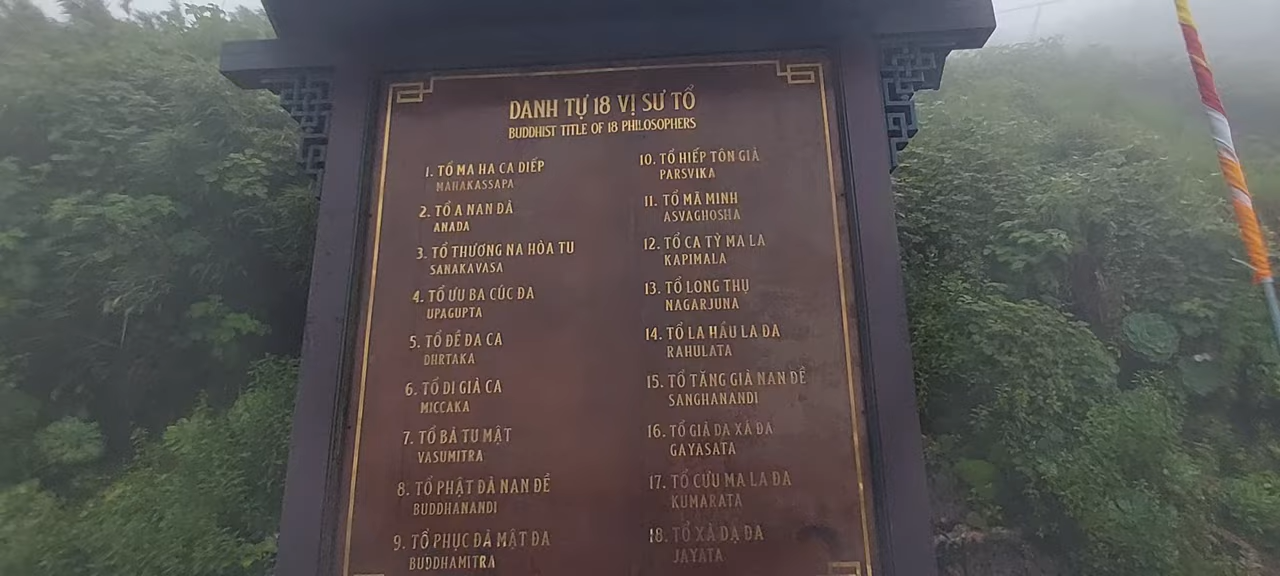 DANH TỰ 18 VỊ SƯ TỔ
BUDDHIST TITLE OF 18 PHILOSOPHERS
1. TỔ MA HA CA DIẾP
MAHAKASSAPA
2. TỔ A NAN ĐÀ
ANADA
3. TỔ THƯƠNG NA HÒA TU
SANAKAVASA
4. TỔ ƯU BA CÚC ĐA
UPAGUPTA
5. TỔ ĐỀ ĐA CA
DHRTAKA
6. TỔ DI GIÀ CA
MICCAKA
7. TỔ BÀ TU MẬT
VASUMITRA
8. TỔ PHẬT ĐÀ NAN ĐỀ
BUDDHANANDI
9. TỔ PHỤC ĐÀ MẬT ĐA
BUDDHAMITRA
10. TỔ HIẾP TÔN GIẢ
PARSVIKA
11. TỔ MÃ MINH
ASVAGHOSHA
12. TỔ CA TỲ MA LA
KAPIMALA
13. TỔ LONG THỤ
NAGARJUNA
14. TỔ LA HẦU LA ĐA
RAHULATA
15. TỔ TĂNG GIÀ NAN ĐỀ
SANGHANANDI
16. TỔ GIÀ DA XÁ ĐA
GAYASATA
17. TỔ CỨU MA LA ĐA
KUMARATA
18. TỔ XÀ DẠ ĐA
JAYATA